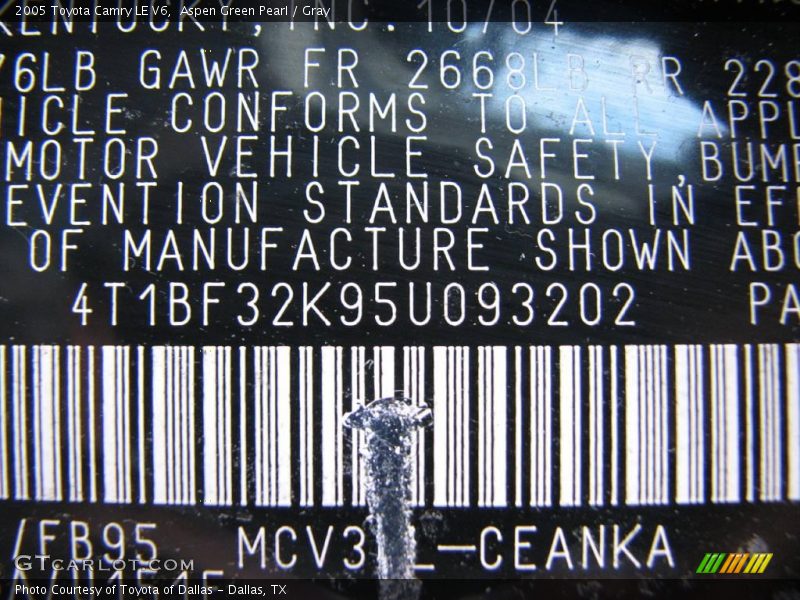 2005 Toyota Camry LE V6, Aspen Green Pearl / Gray
KENTUCKY, INC. 10/04
76LB GAWR FR 2668LB RR 228
ICLE CONFORMS TO ALL APPL
MOTOR VEHICLE SAFETY,BUMP
EVENTION STANDARDS IN EF
OF MANUFACTURE SHOWN ABO
4T1BF32K95U093202 PA
/FB95 MCV3 L-CEANKA
GTCARLOT.COM
Photo Courtesy of Toyota of Dallas - Dallas, TX